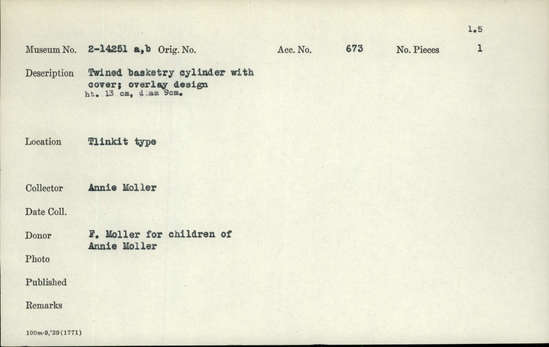 1.5
Museum No. 2-14251 a,b Orig. No. Acc. No. 673 No. Pieces 1
Description Twined basketry cylinder with
cover; overlay design
ht. 13 cm, diam 9cm.
Location Tlinkit type
Collector Annie Moller
Date Coll.
Donor F. Moller for children of
Annie Moller
Photo
Published
Remarks
100m-9,'39(1771)